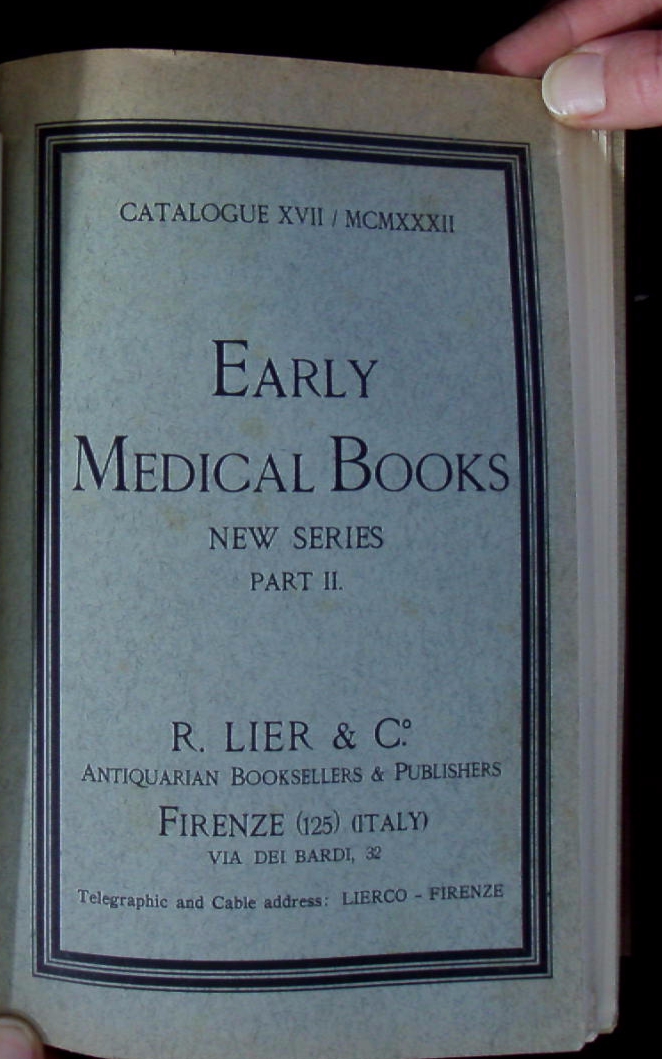 CATALOGUE XVII / MCMXXXII
EARLY
MEDICAL BOOKS
NEW SERIES
PART II.
R. LIER & C.º
ANTIQUARIAN BOOKSELLERS & PUBLISHERS
FIRENZE (125) (ITALY)
VIA DEI BARDI, 32
Telegraphic and Cable address: LIERCO - FIRENZE